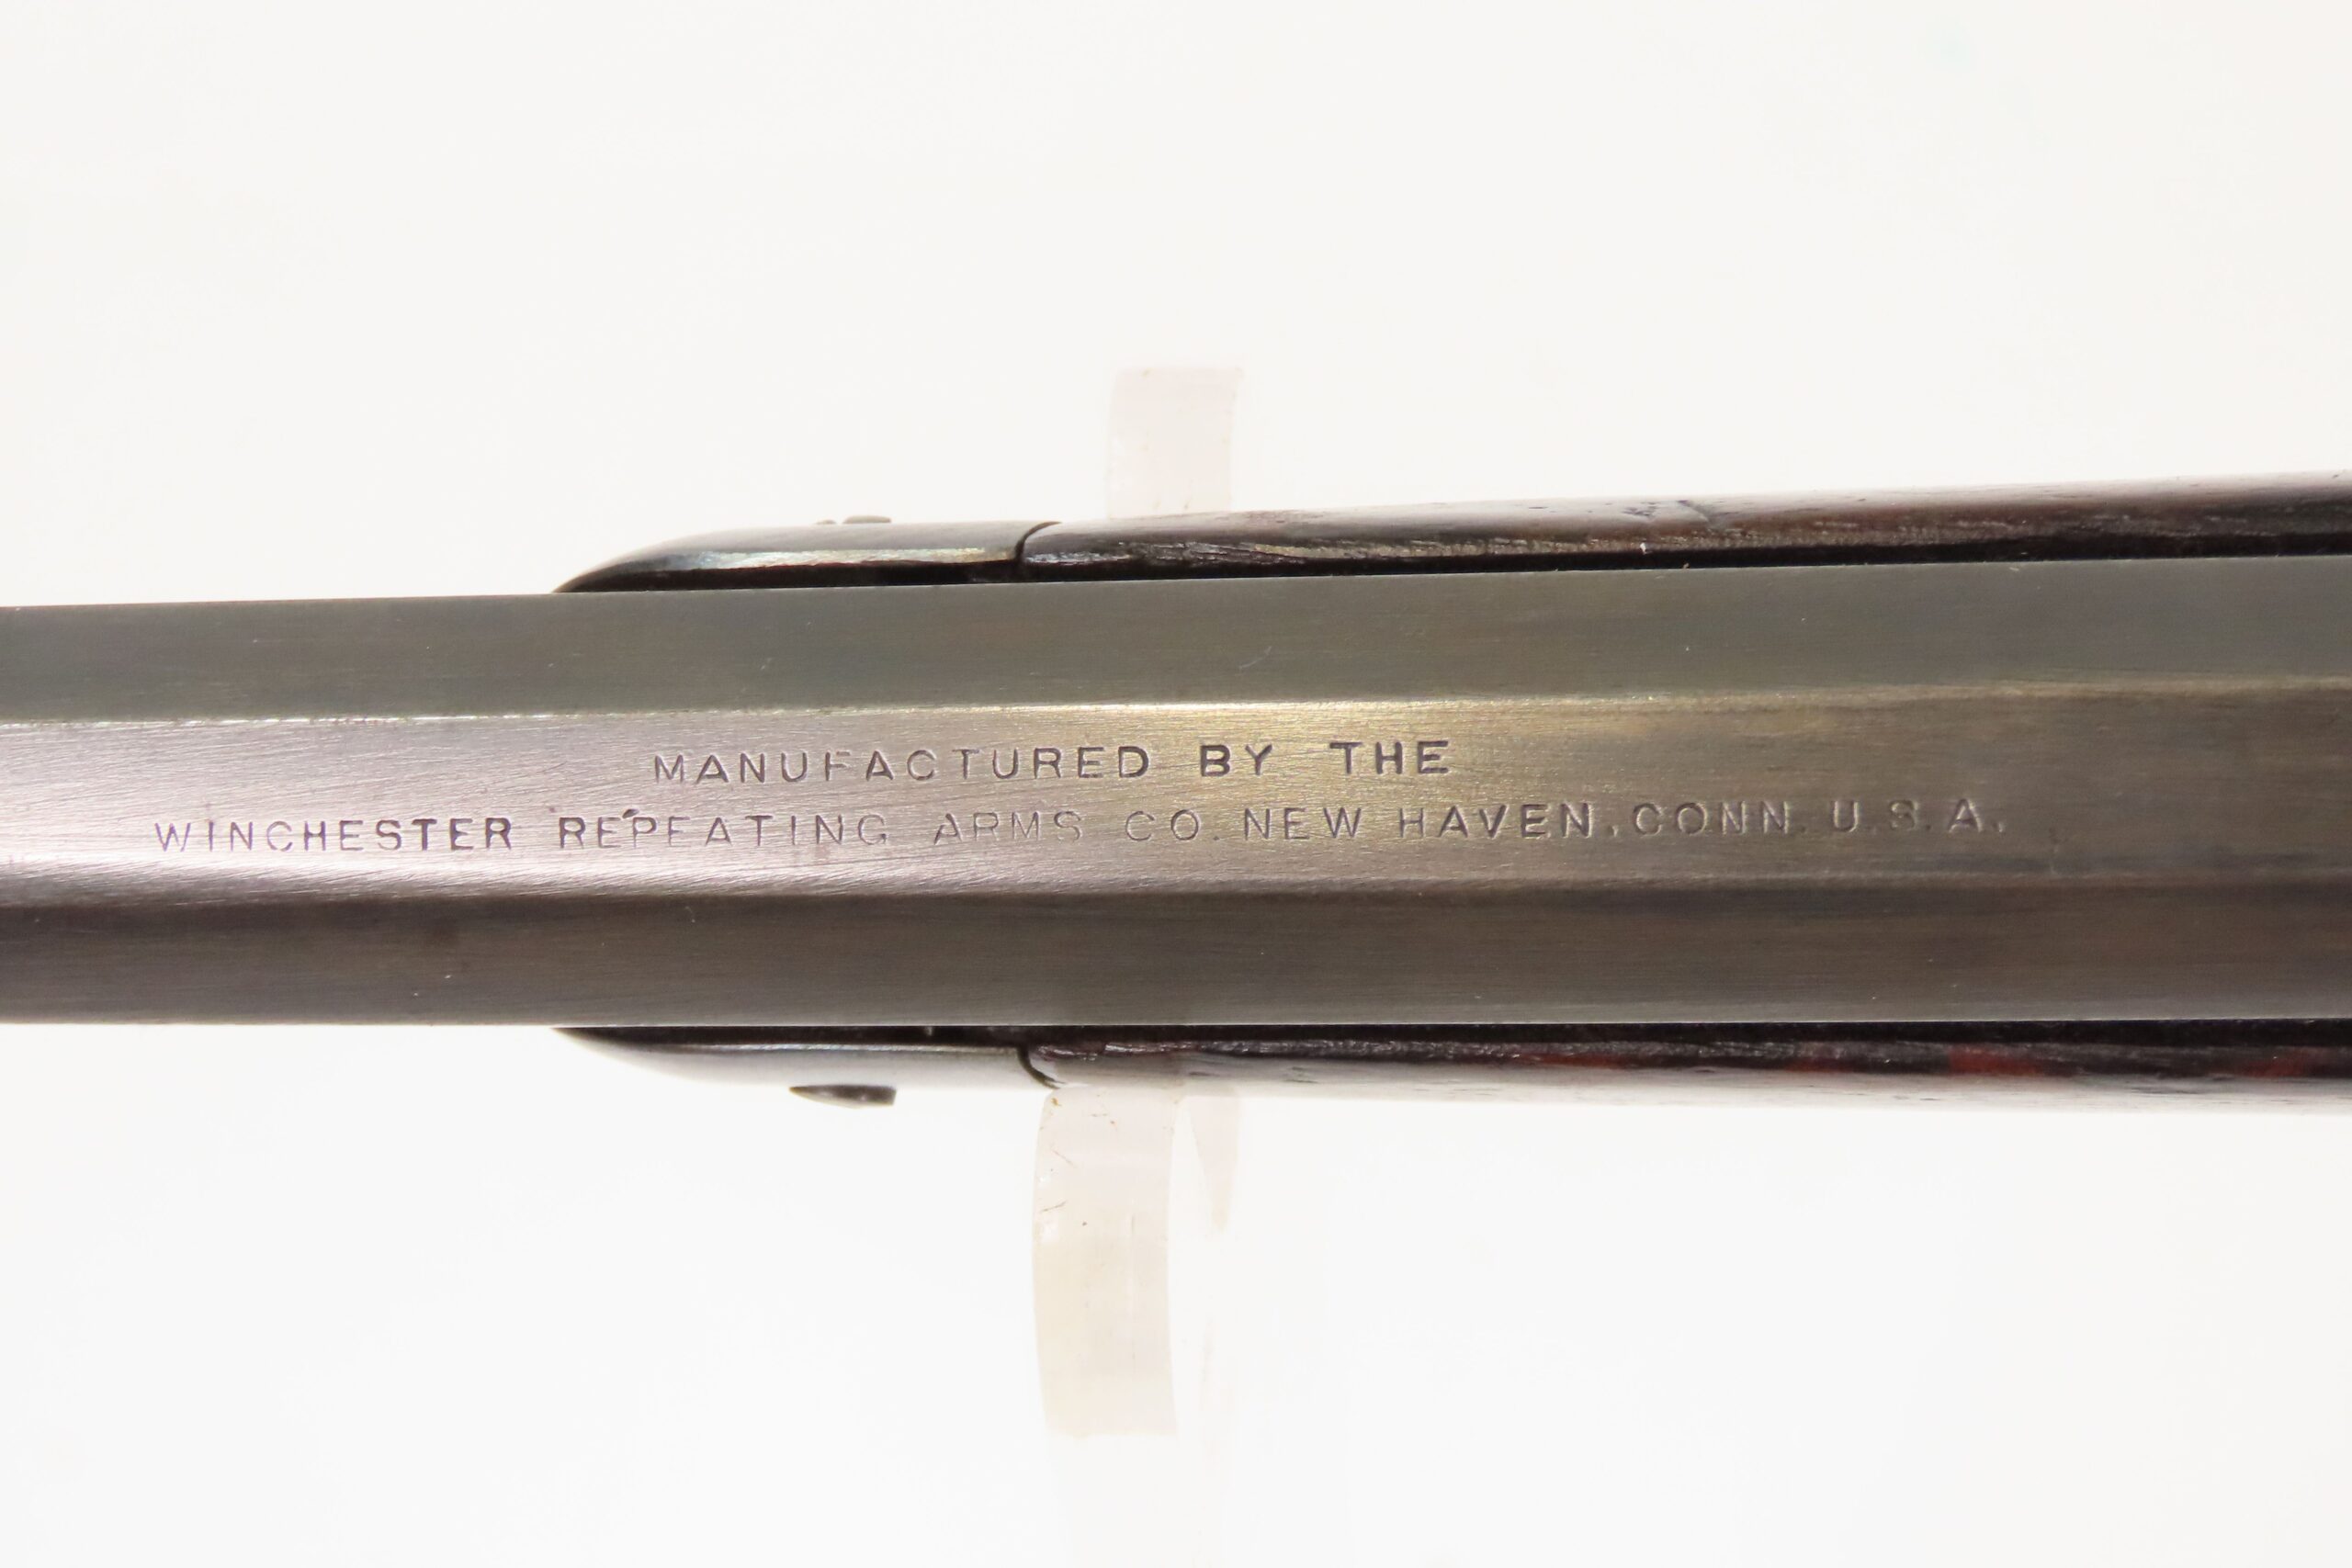 MANUFACTURED BY THE
WINCHESTER REPEATING ARMS CO. NEW HAVEN. CONN. U.S.A.